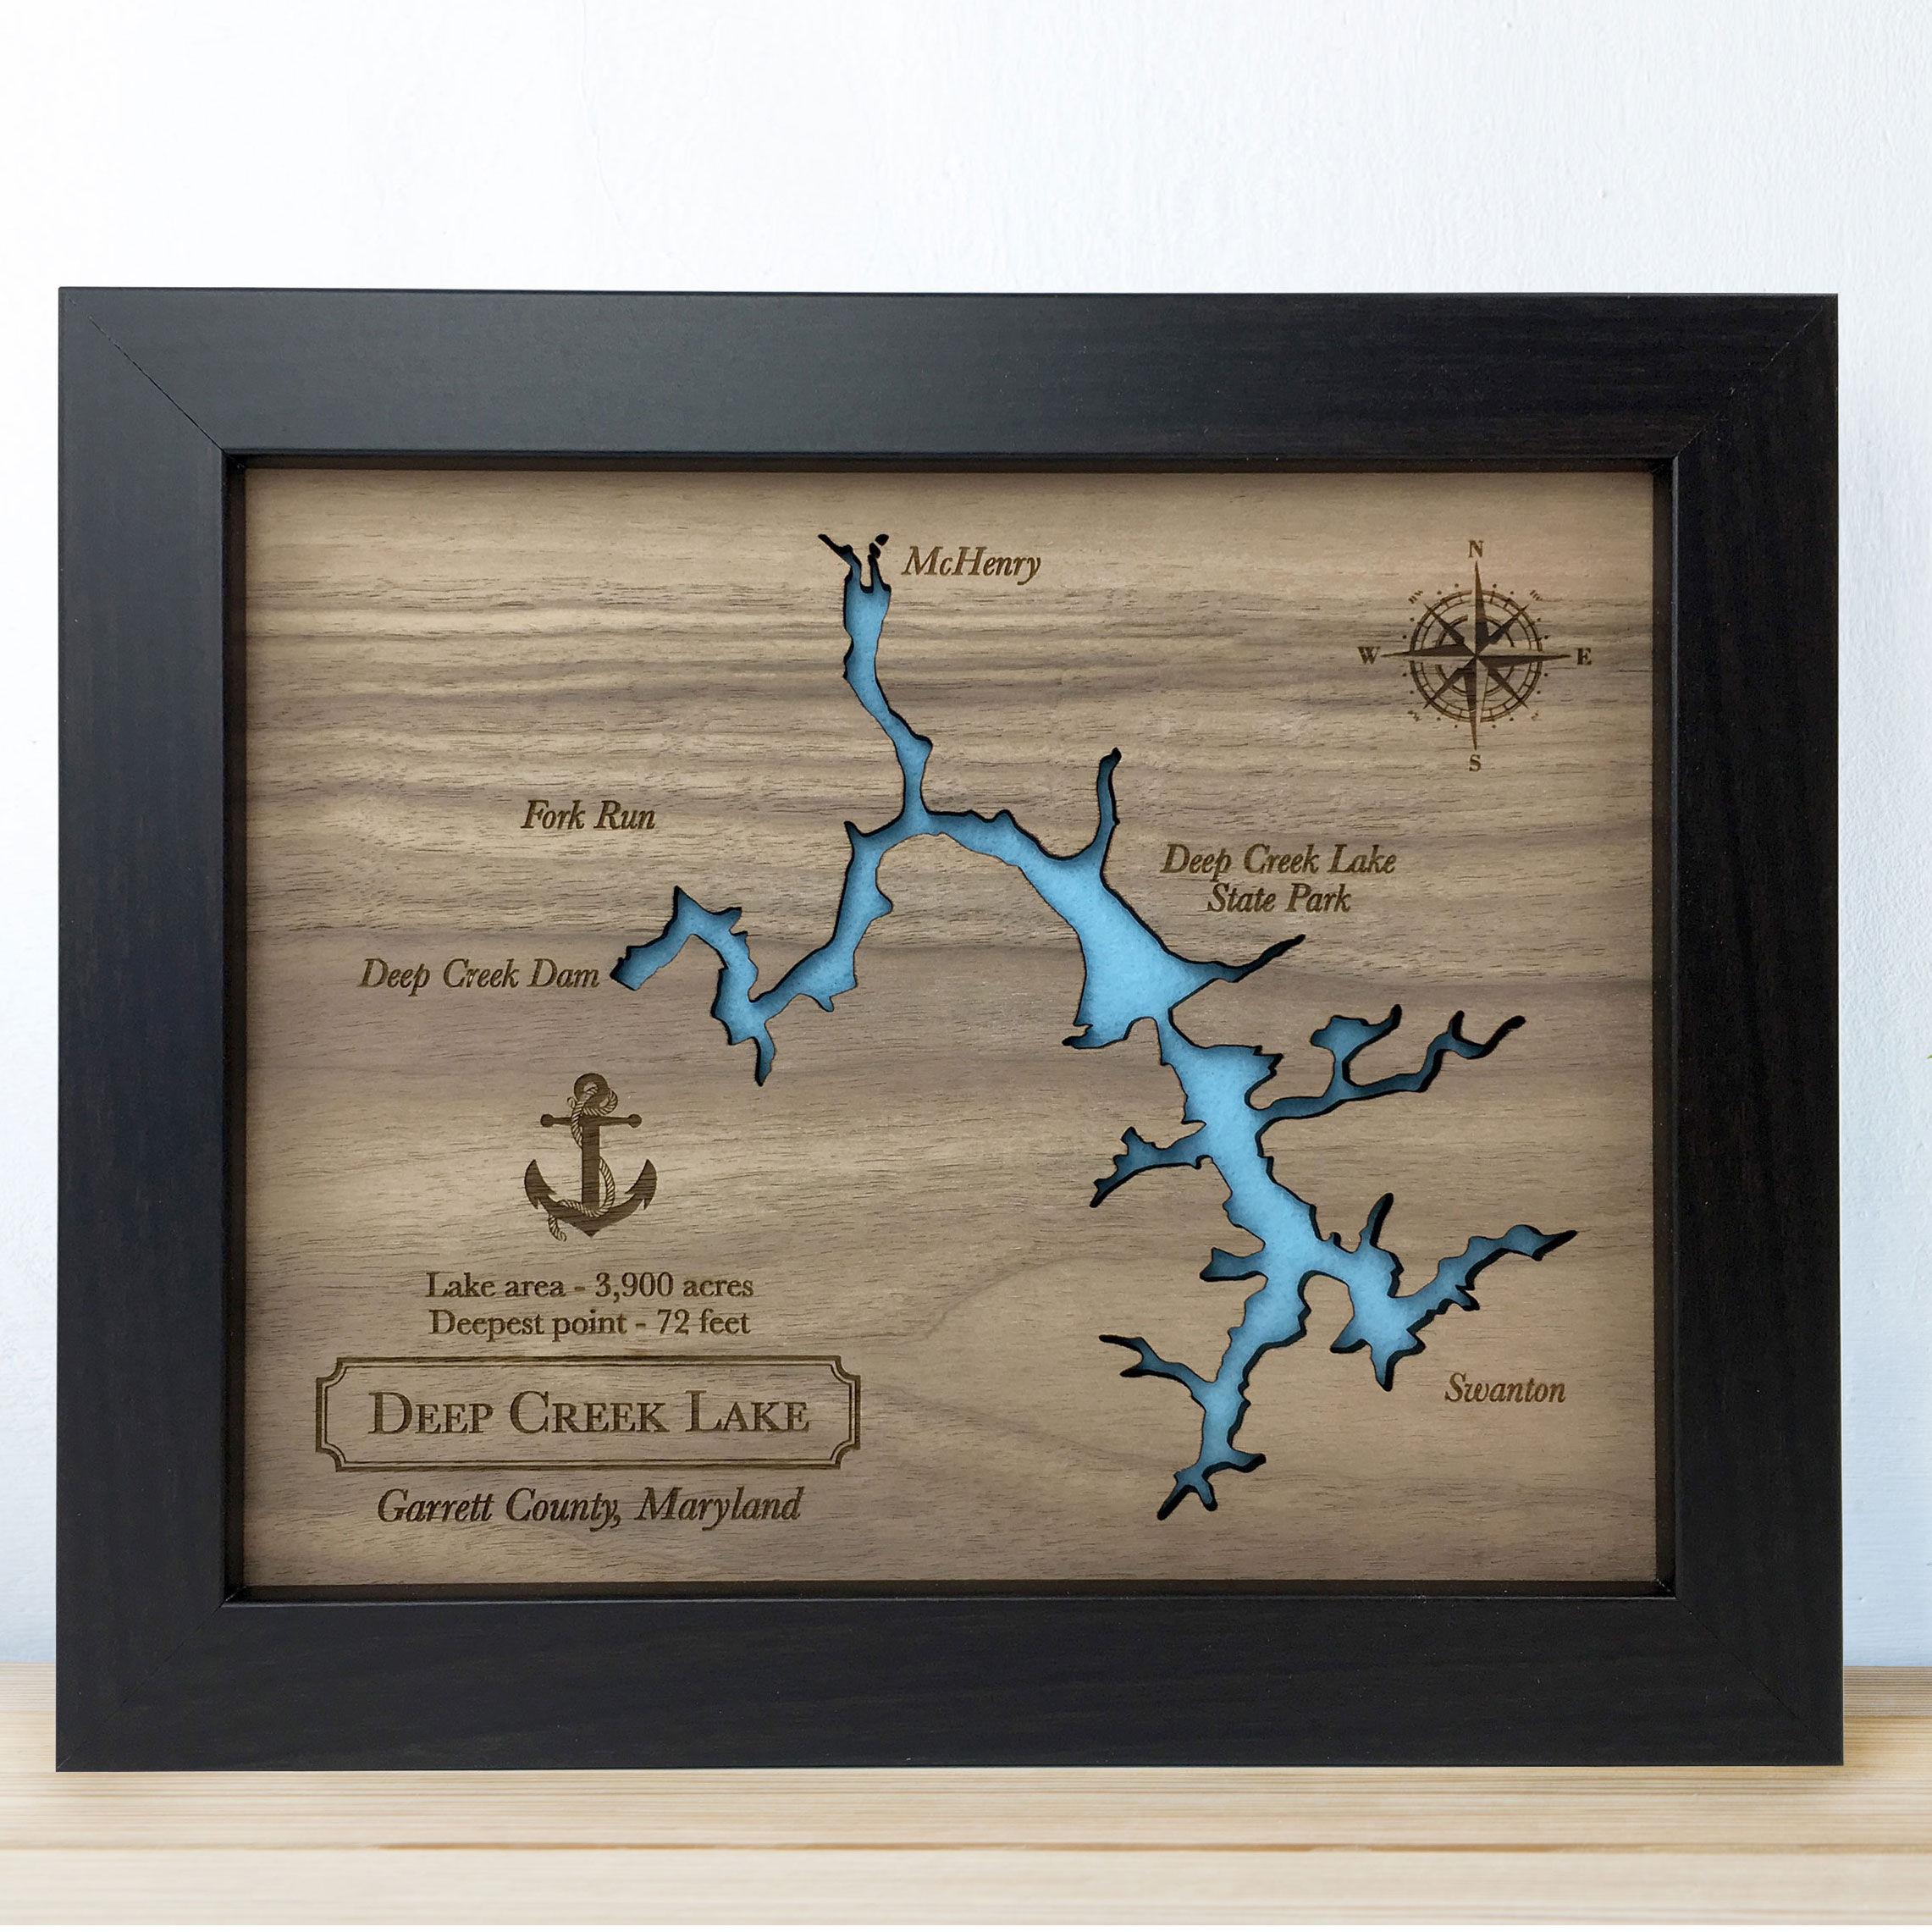 McHenry
N
W
E
S
Fork Run
Deep Creek Lake
State Park
Deep Creek Dam
Lake area - 3,900 acres
Deepest point - 72 feet
DEEP CREEK LAKE
Swanton
Garrett County, Maryland